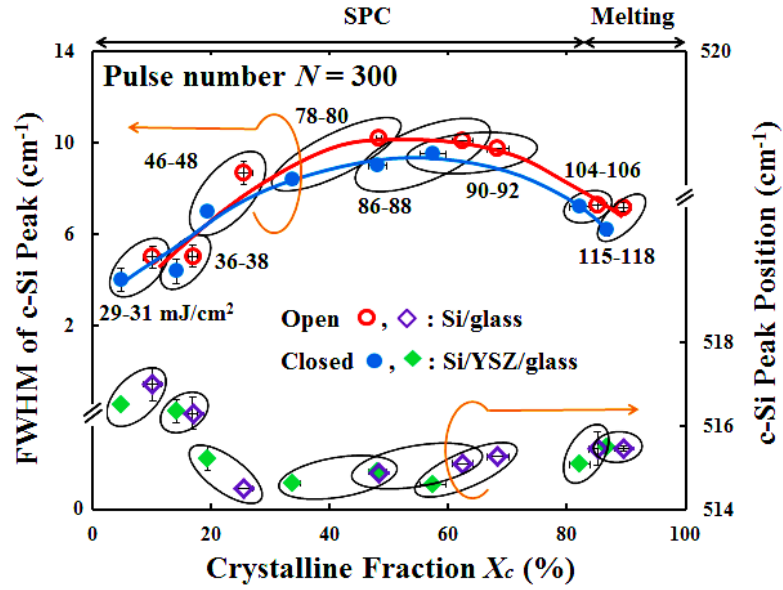 SPC Melting
14 520
Pulse number N = 300
78-80
10
46-48 104-106
90-92
86-88
6
36-38 115-118
29-31 mJ/cm²
Open , : Si/glass
2 518
Closed , : Si/YSZ/glass
516
0 514
0 20 40 60 80 100
Crystalline Fraction Xc (%)
FWHM of c-Si Peak (cm-1)
c-Si Peak Position (cm-1)